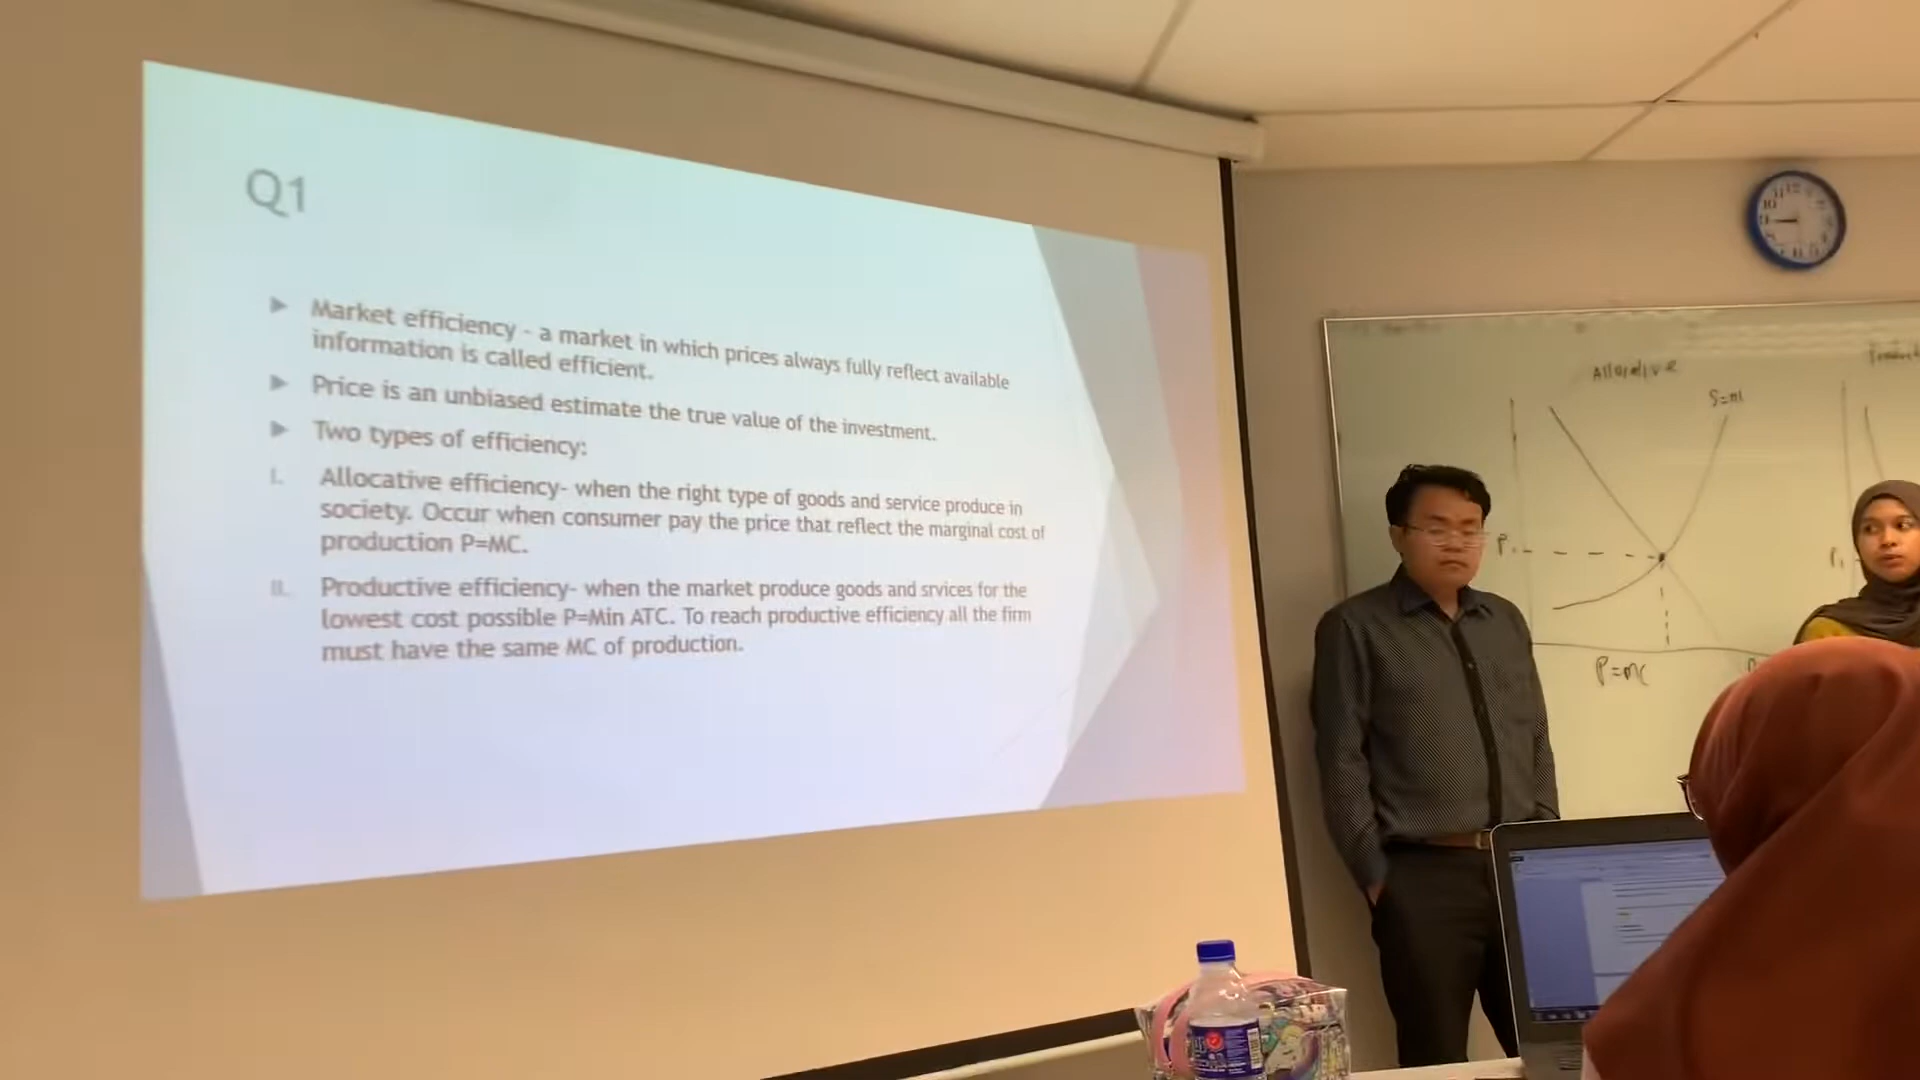 Q1
Market efficiency - a market in which prices always fully reflect available
information is called efficient.
Price is an unbiased estimate the true value of the investment.
Two types of efficiency:
I. Allocative efficiency- when the right type of goods and service produce in
society. Occur when consumer pay the price that reflect the marginal cost of
production P=MC.
II. Productive efficiency- when the market produce goods and srvices for the
lowest cost possible P=Min ATC. To reach productive efficiency all the firm
must have the same MC of production.
Allocative
S=MC
P1
P=MC
P1